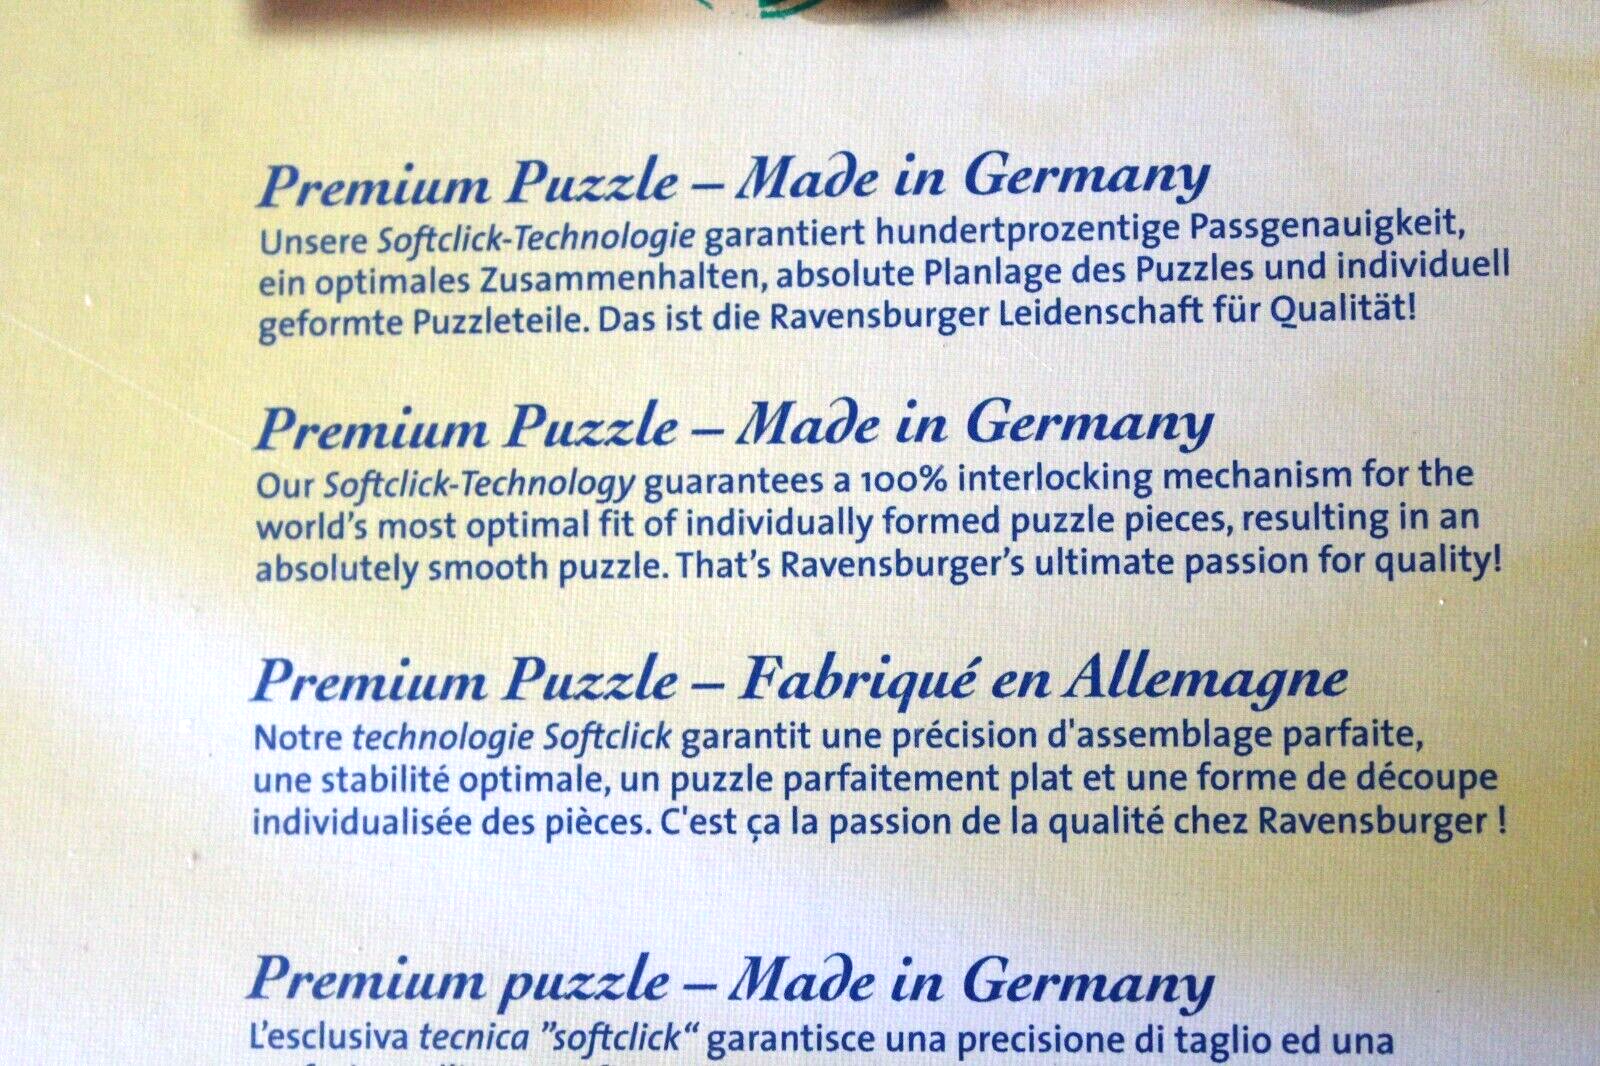 Premium Puzzle – Made in Germany
Unsere Softclick-Technologie garantiert hundertprozentige Passgenauigkeit,
ein optimales Zusammenhalten, absolute Planlage des Puzzles und individuell
geformte Puzzleteile. Das ist die Ravensburger Leidenschaft für Qualität!
Premium Puzzle – Made in Germany
Our Softclick-Technology guarantees a 100% interlocking mechanism for the
world's most optimal fit of individually formed puzzle pieces, resulting in an
absolutely smooth puzzle. That's Ravensburger's ultimate passion for quality!
Premium Puzzle – Fabriqué en Allemagne
Notre technologie Softclick garantit une précision d'assemblage parfaite,
une stabilité optimale, un puzzle parfaitement plat et une forme de découpe
individualisée des pièces. C'est ça la passion de la qualité chez Ravensburger !
Premium puzzle – Made in Germany
L'esclusiva tecnica ”softclick“ garantisce una precisione di taglio ed una